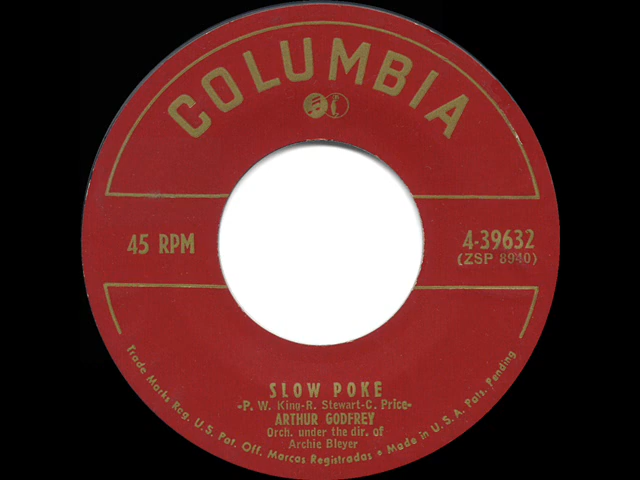 COLUMBIA
45 RPM
4-39632
(ZSP 8940)
SLOW POKE
-P. W. King-R. Stewart-C. Price-
ARTHUR GODFREY
Orch. under the dir. of
Archie Bleyer
Trade Marks Reg. U.S. Pat. Off. Marcas Registradas • Made in U.S.A. Pats. Pending